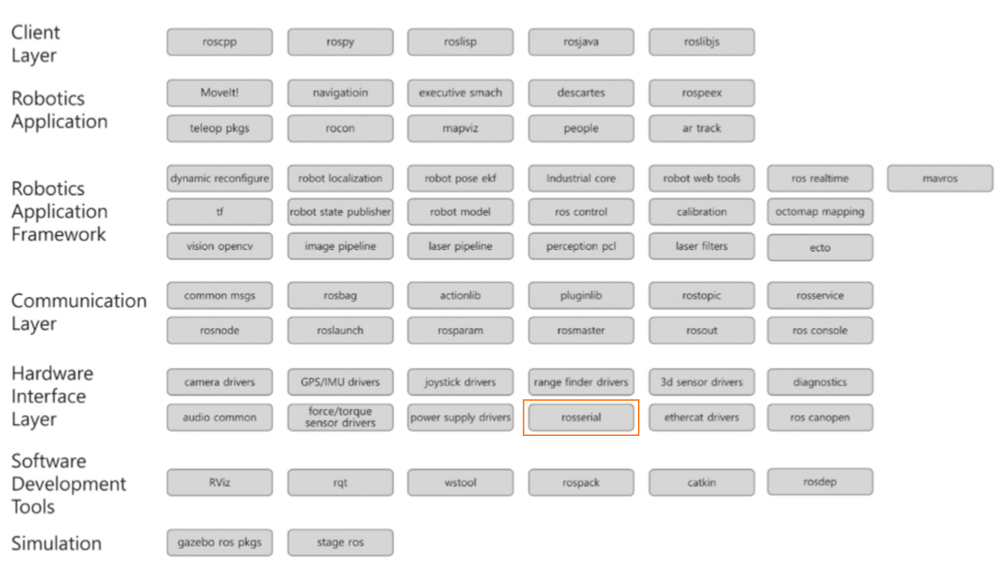 Client
Layer
roscpp rospy roslisp rosjava roslibjs
Robotics
Application
MoveIt! navigatioin executive smach descartes rospeex
teleop pkgs rocon mapviz people ar track
Robotics
Application
Framework
dynamic reconfigure robot localization robot pose ekf Industrial core robot web tools ros realtime mavros
tf robot state publisher robot model ros control calibration octomap mapping
vision opencv image pipeline laser pipeline perception pcl laser filters ecto
Communication
Layer
common msgs rosbag actionlib pluginlib rostopic rosservice
rosnode roslaunch rosparam rosmaster rosout ros console
Hardware
Interface
Layer
camera drivers GPS/IMU drivers joystick drivers range finder drivers 3d sensor drivers diagnostics
audio common force/torque sensor drivers power supply drivers rosserial ethercat drivers ros canopen
Software
Development
Tools
RViz rqt wstool rospack catkin rosdep
Simulation
gazebo ros pkgs stage ros